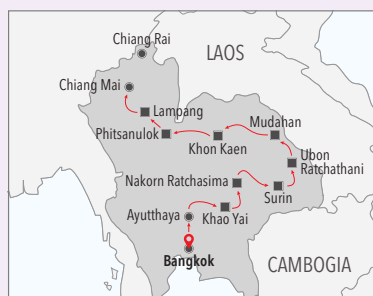 Chiang Rai
LAOS
Chiang Mai
Lampang
Mudahan
Phitsanulok
Khon Kaen
Ubon
Ratchathani
Nakorn Ratchasima
Surin
Ayutthaya
Khao Yai
Bangkok
CAMBOGIA